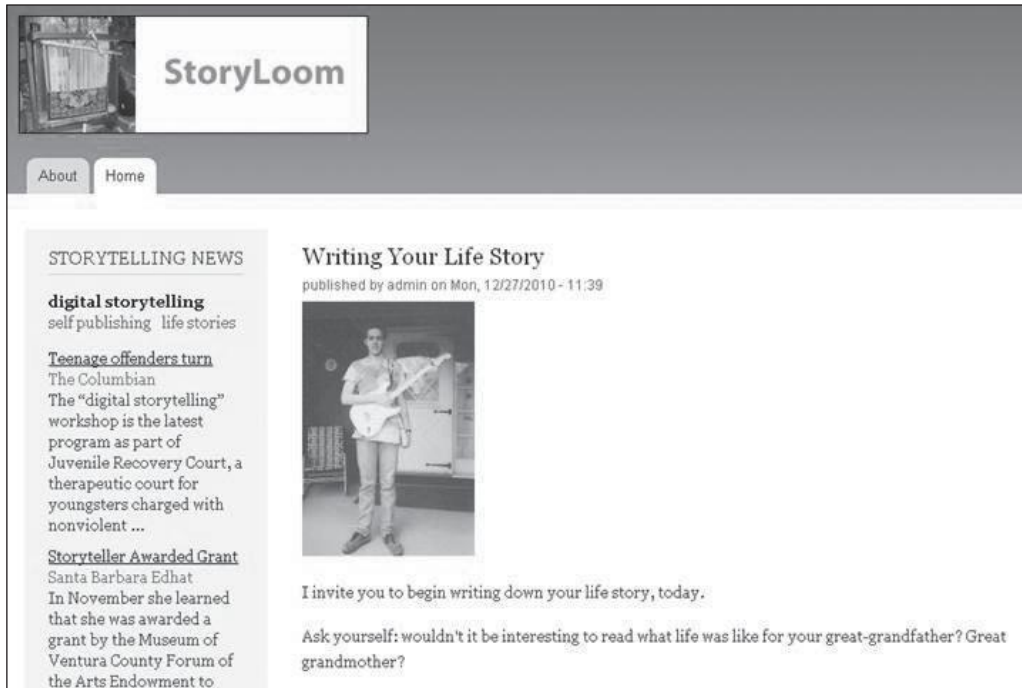 StoryLoom
About
Home
STORYTELLING NEWS
digital storytelling
self publishing life stories
Teenage offenders turn
The Columbian
The “digital storytelling”
workshop is the latest
program as part of
Juvenile Recovery Court, a
therapeutic court for
youngsters charged with
nonviolent ...
Storyteller Awarded Grant
Santa Barbara Edhat
In November she learned
that she was awarded a
grant by the Museum of
Ventura County Forum of
the Arts Endowment to
Writing Your Life Story
published by admin on Mon, 12/27/2010 - 11:39
I invite you to begin writing down your life story, today.
Ask yourself: wouldn't it be interesting to read what life was like for your great-grandfather? Great
grandmother?